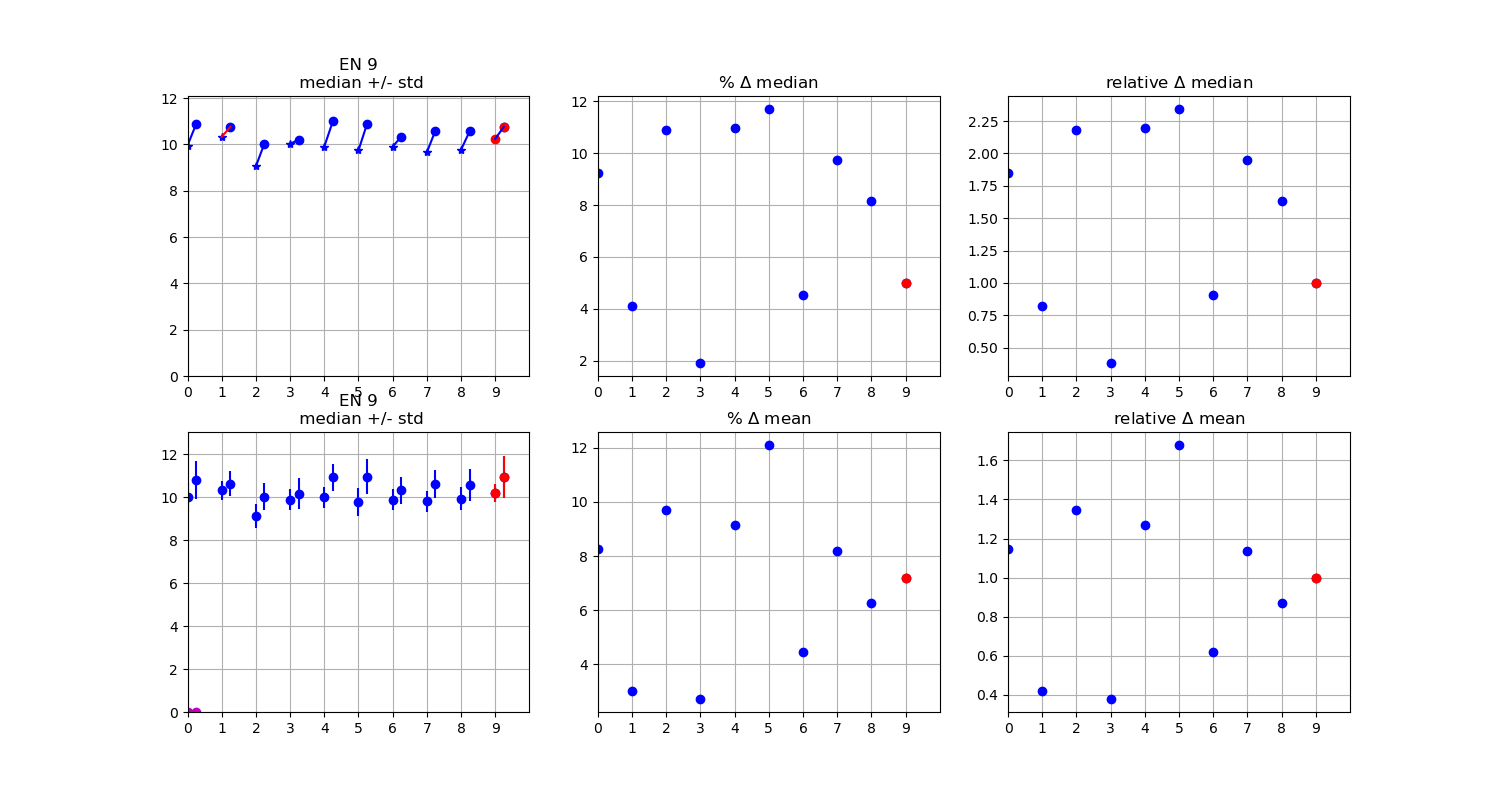 EN 9
median +/- std
% Δ median
relative Δ median
12
10
8
6
4
2
0
0 1 2 3 4 5 6 7 8 9
12
10
8
6
4
2
0 1 2 3 4 5 6 7 8 9
2.25
2.00
1.75
1.50
1.25
1.00
0.75
0.50
0 1 2 3 4 5 6 7 8 9
EN 9
median +/- std
% Δ mean
relative Δ mean
12
10
8
6
4
2
0
0 1 2 3 4 5 6 7 8 9
12
10
8
6
4
0 1 2 3 4 5 6 7 8 9
1.6
1.4
1.2
1.0
0.8
0.6
0.4
0 1 2 3 4 5 6 7 8 9